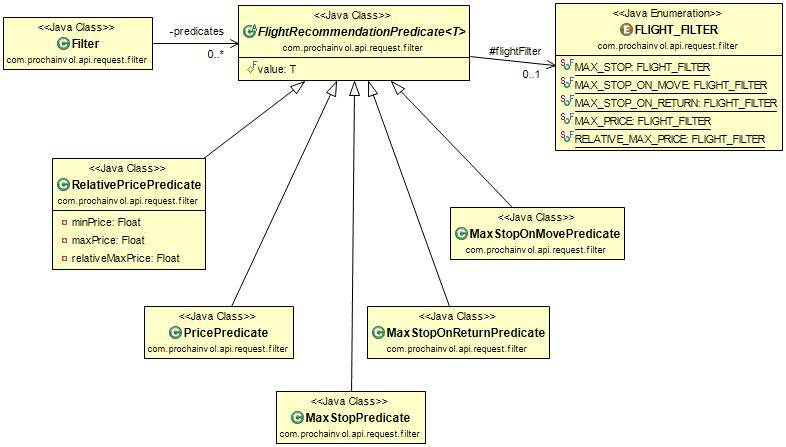 <<Java Class>>
Filter
com.prochainvol.api.request.filter
-predicates
0..*
<<Java Class>>
FlightRecommendationPredicate<T>
com.prochainvol.api.request.filter
value: T
#flightFilter
0..1
<<Java Enumeration>>
FLIGHT_FILTER
com.prochainvol.api.request.filter
MAX_STOP: FLIGHT_FILTER
MAX_STOP_ON_MOVE: FLIGHT_FILTER
MAX_STOP_ON_RETURN: FLIGHT_FILTER
MAX_PRICE: FLIGHT_FILTER
RELATIVE_MAX_PRICE: FLIGHT_FILTER
<<Java Class>>
RelativePricePredicate
com.prochainvol.api.request.filter
minPrice: Float
maxPrice: Float
relativeMaxPrice: Float
<<Java Class>>
MaxStopOnMovePredicate
com.prochainvol.api.request.filter
<<Java Class>>
PricePredicate
com.prochainvol.api.request.filter
<<Java Class>>
MaxStopOnReturnPredicate
com.prochainvol.api.request.filter
<<Java Class>>
MaxStopPredicate
com.prochainvol.api.request.filter